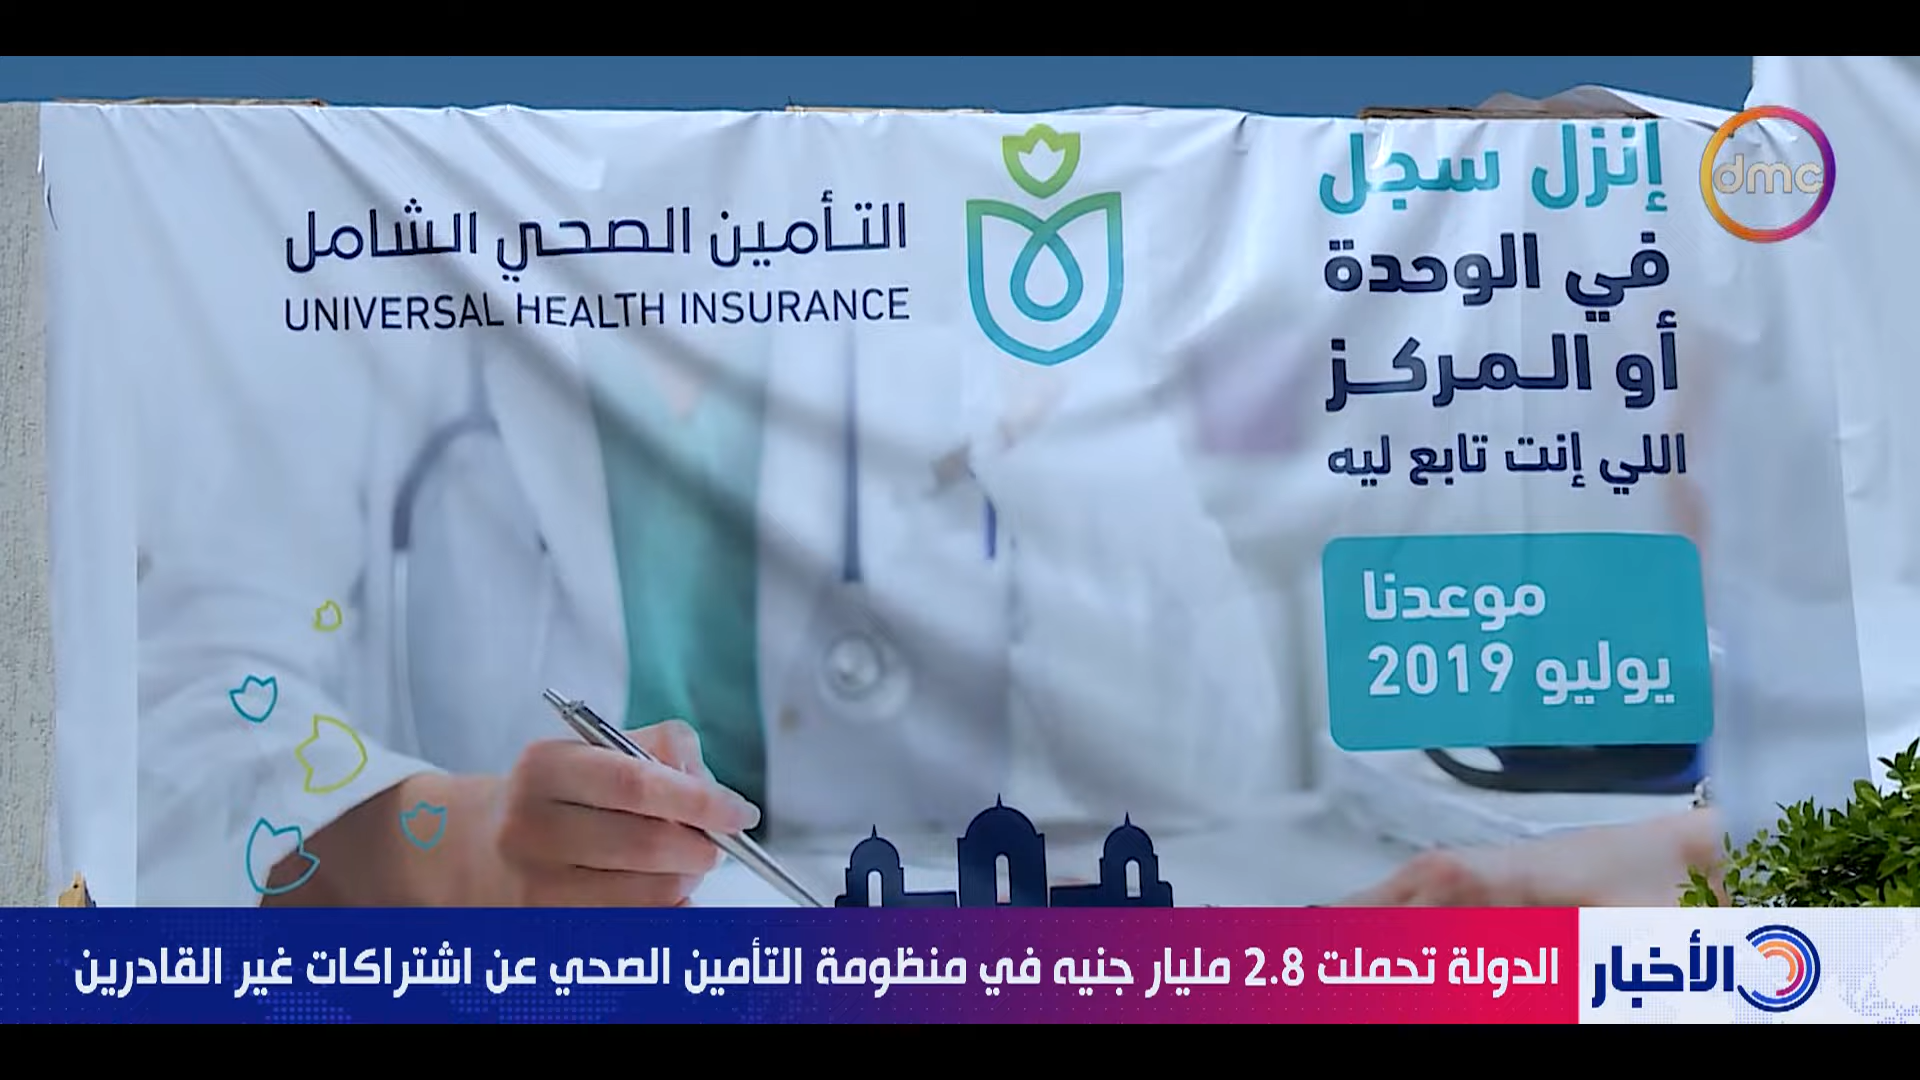 إنزل سجل
في الوحدة
أو المركز
اللي إنت تابع ليه
موعدنا
يوليو 2019
التأمين الصحي الشامل
UNIVERSAL HEALTH INSURANCE
dmc
الأخبار
الدولة تحملت 2.8 مليار جنيه في منظومة التأمين الصحي عن اشتراكات غير القادرين